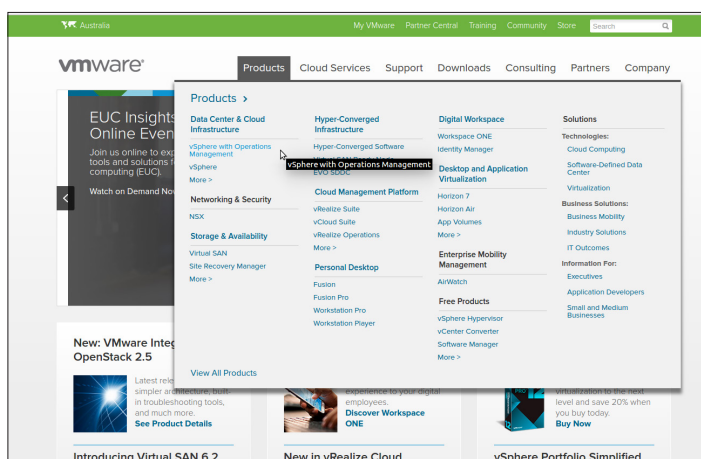 Australia
My VMware Partner Central Training Community Store Search
vmware®
Products Cloud Services Support Downloads Consulting Partners Company
EUC Insights
Online Even
Join us online to exp
tools and solutions f
computing (EUC).
Watch on Demand Now
Products >
Data Center & Cloud
Infrastructure
vSphere with Operations
Management
vSphere
More >
Networking & Security
NSX
Storage & Availability
Virtual SAN
Site Recovery Manager
More >
View All Products
Hyper-Converged
Infrastructure
Hyper-Converged Software
vSphere with Operations Management
EVO SDDC
Cloud Management Platform
vRealize Suite
vCloud Suite
vRealize Operations
More >
Personal Desktop
Fusion
Fusion Pro
Workstation Pro
Workstation Player
Digital Workspace
Workspace ONE
Identity Manager
Desktop and Application
Virtualization
Horizon 7
Horizon Air
App Volumes
More >
Enterprise Mobility
Management
AirWatch
Free Products
vSphere Hypervisor
vCenter Converter
Software Manager
More >
Solutions
Technologies:
Cloud Computing
Software-Defined Data
Center
Virtualization
Business Solutions:
Business Mobility
Industry Solutions
IT Outcomes
Information For:
Executives
Application Developers
Small and Medium
Businesses
New: VMware Integ
OpenStack 2.5
Latest rele
simpler architecture, built-
in troubleshooting tools,
and much more.
See Product Details
experience to your digital
employees.
Discover Workspace
ONE
PRO
virtualization to the next
level and save 20% when
you buy today.
Buy Now
Introducing Virtual SAN 6.2
New in vRealize Cloud
vSphere Portfolio Simplified